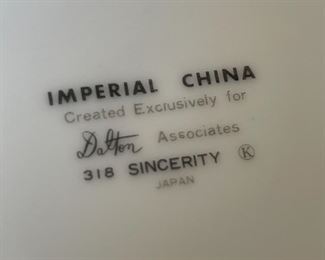 IMPERIAL CHINA
Created Exclusively for
Dalton Associates
318 SINCERITY Ⓚ
JAPAN